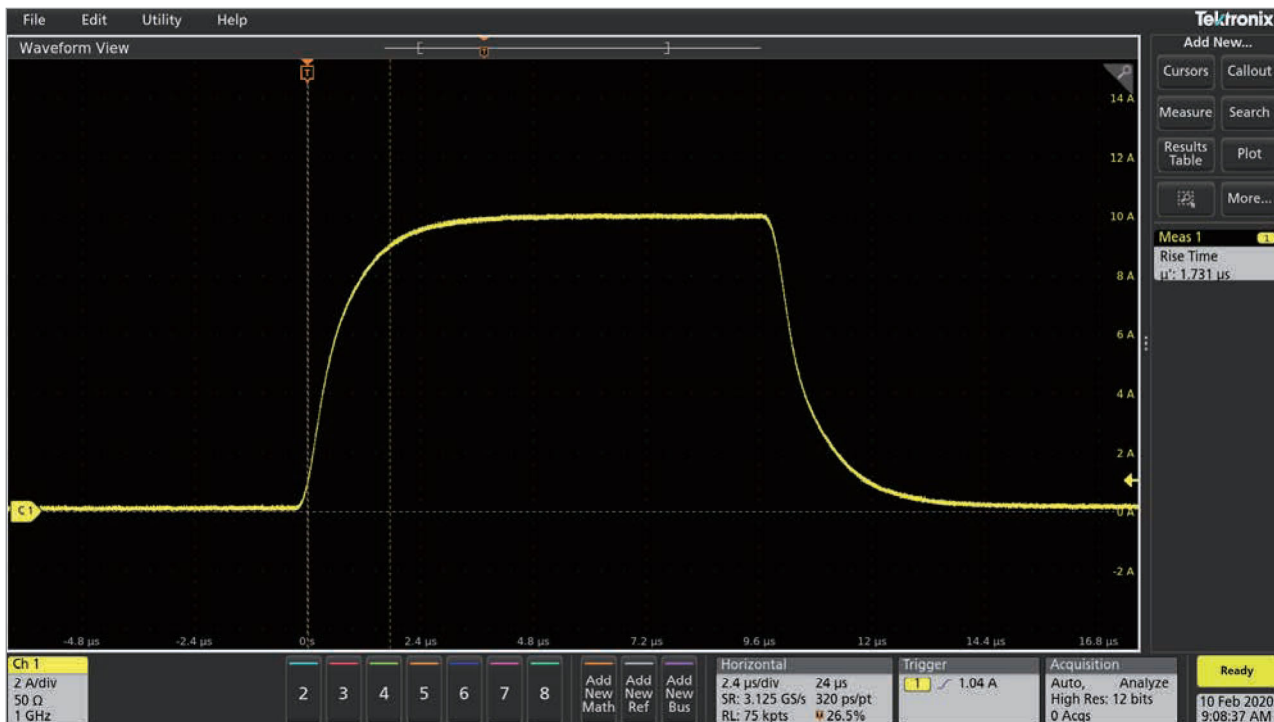 File Edit Utility Help
Tektronix
Waveform View
Add New...
Cursors Callout
Measure Search
Results Table Plot
More...
Meas 1 1
Rise Time
µ': 1.731 µs
T
T
14 A
12 A
10 A
8 A
6 A
4 A
2 A
C 1
0 A
-2 A
-4.8 µs -2.4 µs 0 s 2.4 µs 4.8 µs 7.2 µs 9.6 µs 12 µs 14.4 µs 16.8 µs
Ch 1
2 A/div
50 Ω
1 GHz
2 3 4 5 6 7 8
Add New Math
Add New Ref
Add New Bus
Horizontal
2.4 µs/div 24 µs
SR: 3.125 GS/s 320 ps/pt
RL: 75 kpts 26.5%
Trigger
1 1.04 A
Acquisition
Auto, Analyze
High Res: 12 bits
0 Acqs
Ready
10 Feb 2020
9:08:37 AM